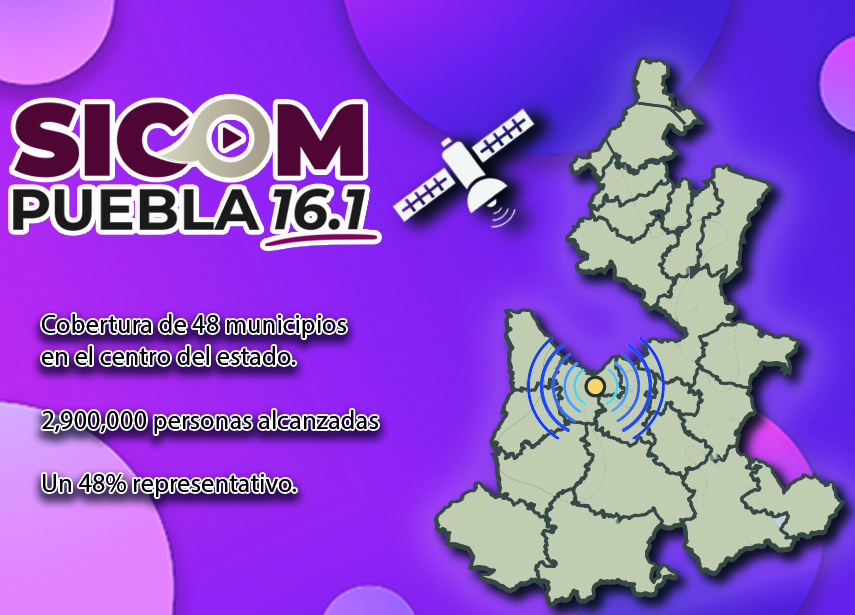 SICOM
PUEBLA 16.1
Cobertura de 48 municipios
en el centro del estado.
2,900,000 personas alcanzadas
Un 48% representativo.